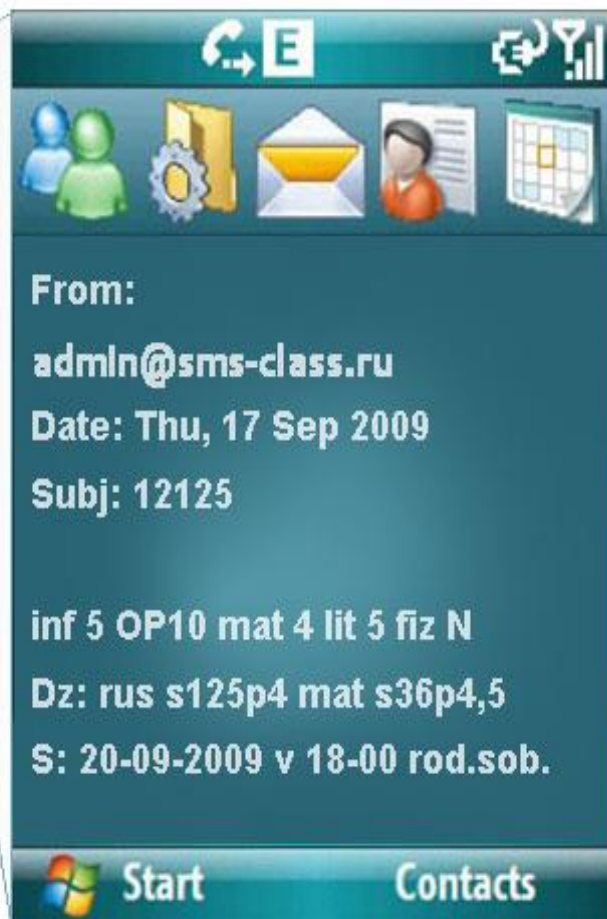 E
From:
admin@sms-class.ru
Date: Thu, 17 Sep 2009
Subj: 12125
inf 5 OP10 mat 4 lit 5 fiz N
Dz: rus s125p4 mat s36p4,5
S: 20-09-2009 v 18-00 rod.sob.
Start Contacts